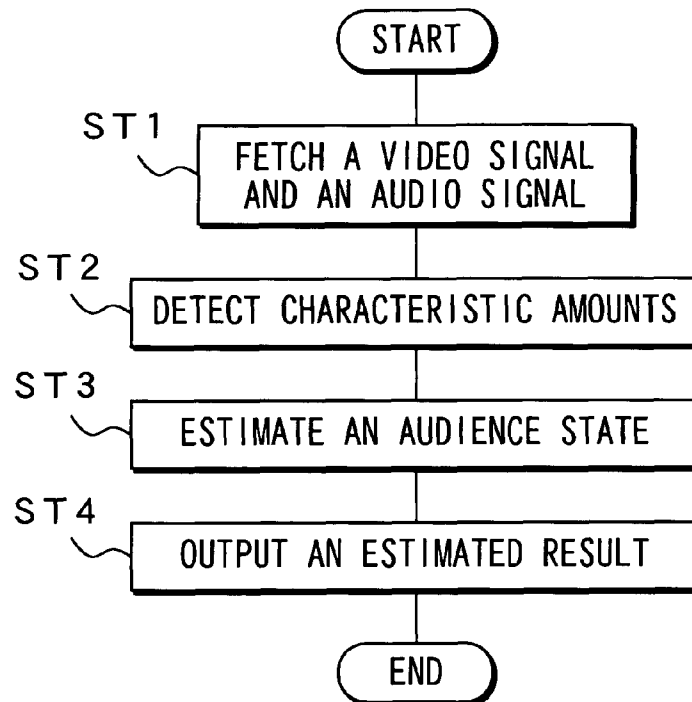 START
ST1
FETCH A VIDEO SIGNAL
AND AN AUDIO SIGNAL
ST2
DETECT CHARACTERISTIC AMOUNTS
ST3
ESTIMATE AN AUDIENCE STATE
ST4
OUTPUT AN ESTIMATED RESULT
END